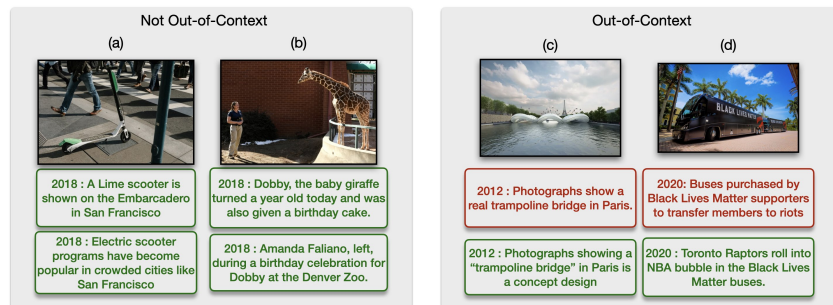 Not Out-of-Context
Out-of-Context
(a)
(b)
(c)
(d)
BLACK LIVES MATTER
2018 : A Lime scooter is
shown on the Embarcadero
in San Francisco
2018 : Dobby, the baby giraffe
turned a year old today and was
also given a birthday cake.
2012 : Photographs show a
real trampoline bridge in Paris.
2020: Buses purchased by
Black Lives Matter supporters
to transfer members to riots
2018 : Electric scooter
programs have become
popular in crowded cities like
San Francisco
2018 : Amanda Faliano, left,
during a birthday celebration for
Dobby at the Denver Zoo.
2012 : Photographs showing a
“trampoline bridge” in Paris is
a concept design
2020 : Toronto Raptors roll into
NBA bubble in the Black Lives
Matter buses.